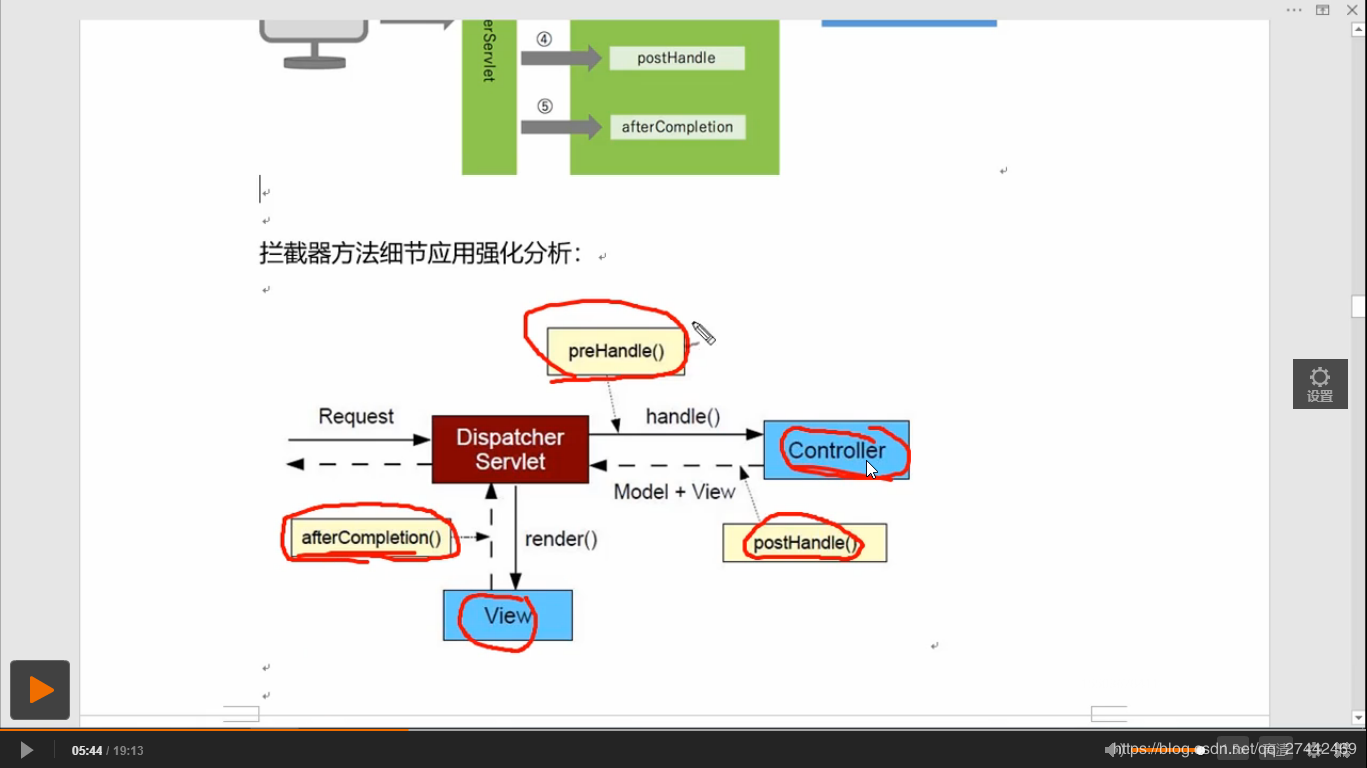 erServlet
④
postHandle
⑤
afterCompletion
拦截器方法细节应用强化分析：
preHandle()
Request
handle()
Dispatcher
Servlet
Controller
Model + View
afterCompletion()
render()
postHandle()
View
设置
05:44 / 19:13
https://blog.csdn.net/qq_27442469